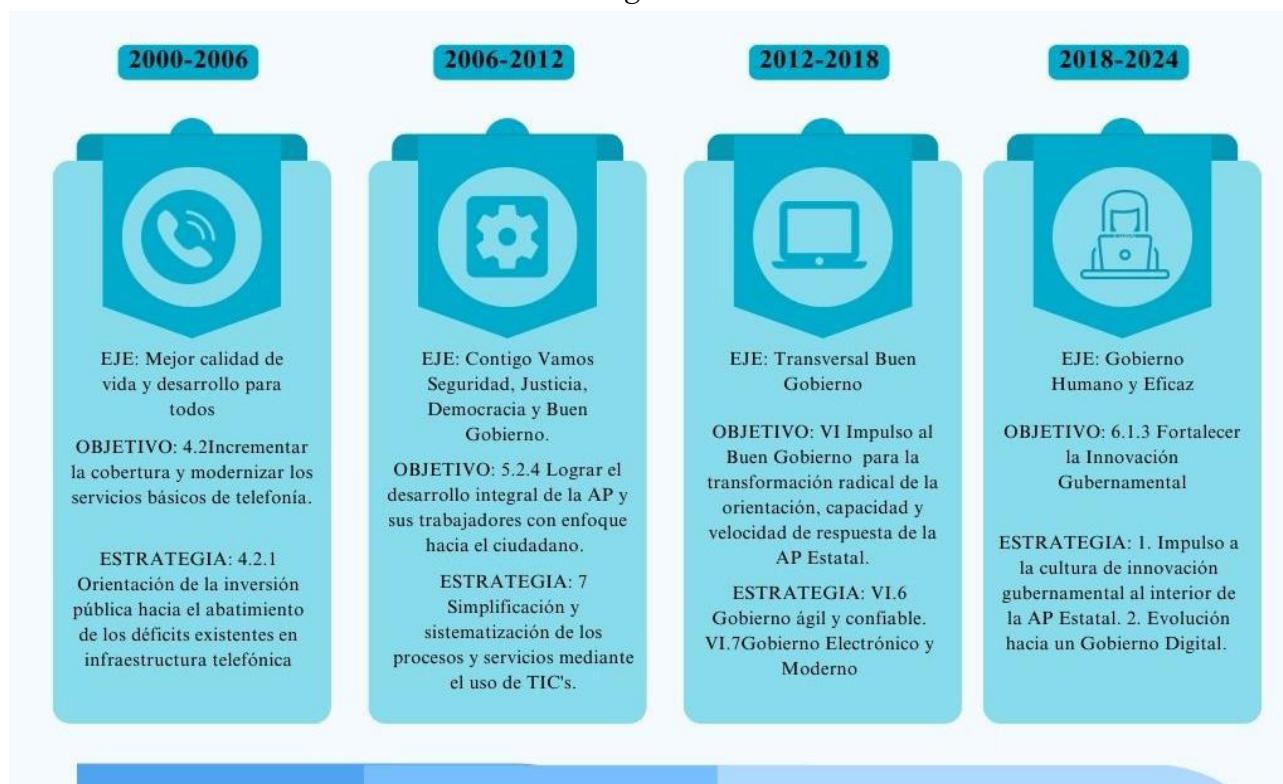 2000-2006
EJE: Mejor calidad de
vida y desarrollo para
todos
OBJETIVO: 4.2Incrementar
la cobertura y modernizar los
servicios básicos de telefonía.
ESTRATEGIA: 4.2.1
Orientación de la inversión
pública hacia el abatimiento
de los déficits existentes en
infraestructura telefónica
2006-2012
EJE: Contigo Vamos
Seguridad, Justicia,
Democracia y Buen
Gobierno.
OBJETIVO: 5.2.4 Lograr el
desarrollo integral de la AP y
sus trabajadores con enfoque
hacia el ciudadano.
ESTRATEGIA: 7
Simplificación y
sistematización de los
procesos y servicios mediante
el uso de TIC's.
2012-2018
EJE: Transversal Buen
Gobierno
OBJETIVO: VI Impulso al
Buen Gobierno para la
transformación radical de la
orientación, capacidad y
velocidad de respuesta de la
AP Estatal.
ESTRATEGIA: VI.6
Gobierno ágil y confiable.
VI.7Gobierno Electrónico y
Moderno
2018-2024
EJE: Gobierno
Humano y Eficaz
OBJETIVO: 6.1.3 Fortalecer
la Innovación
Gubernamental
ESTRATEGIA: 1. Impulso a
la cultura de innovación
gubernamental al interior de
la AP Estatal. 2. Evolución
hacia un Gobierno Digital.